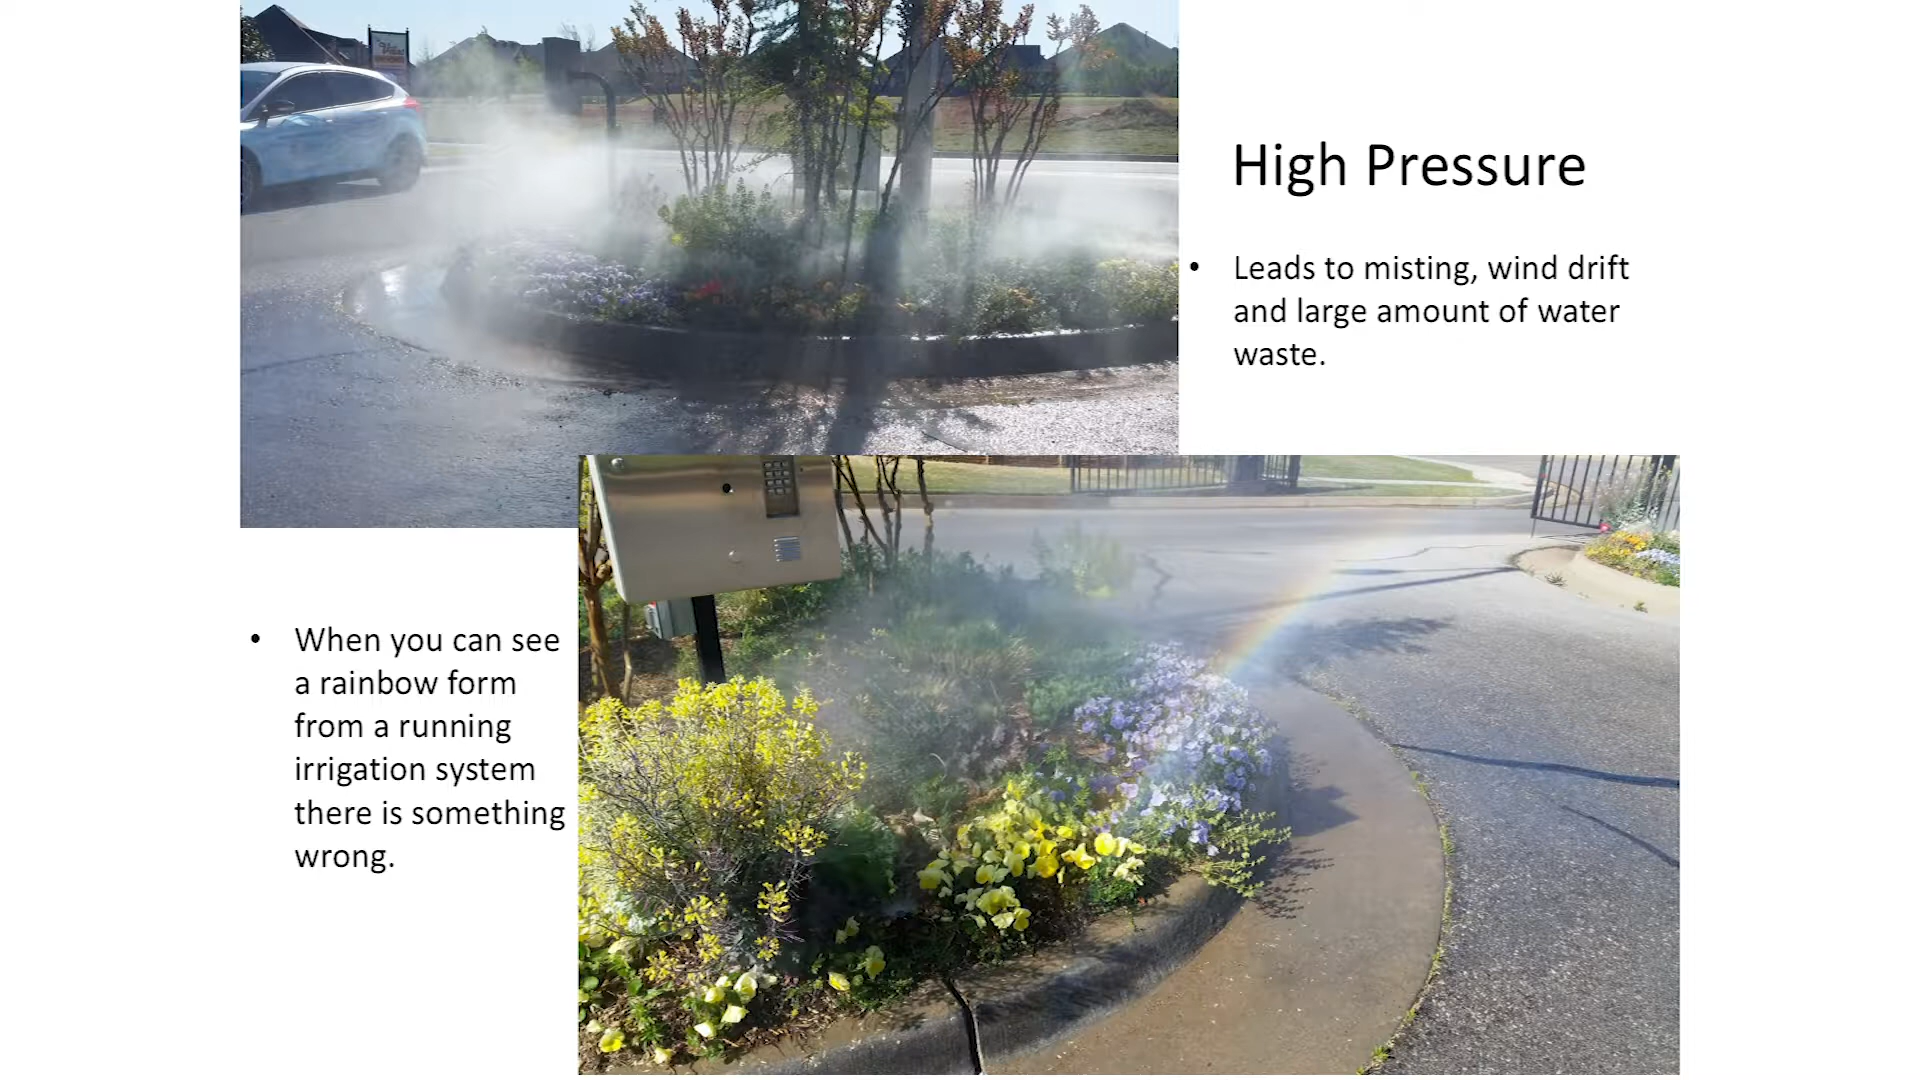 High Pressure
• Leads to misting, wind drift
and large amount of water
waste.
• When you can see
a rainbow form
from a running
irrigation system
there is something
wrong.